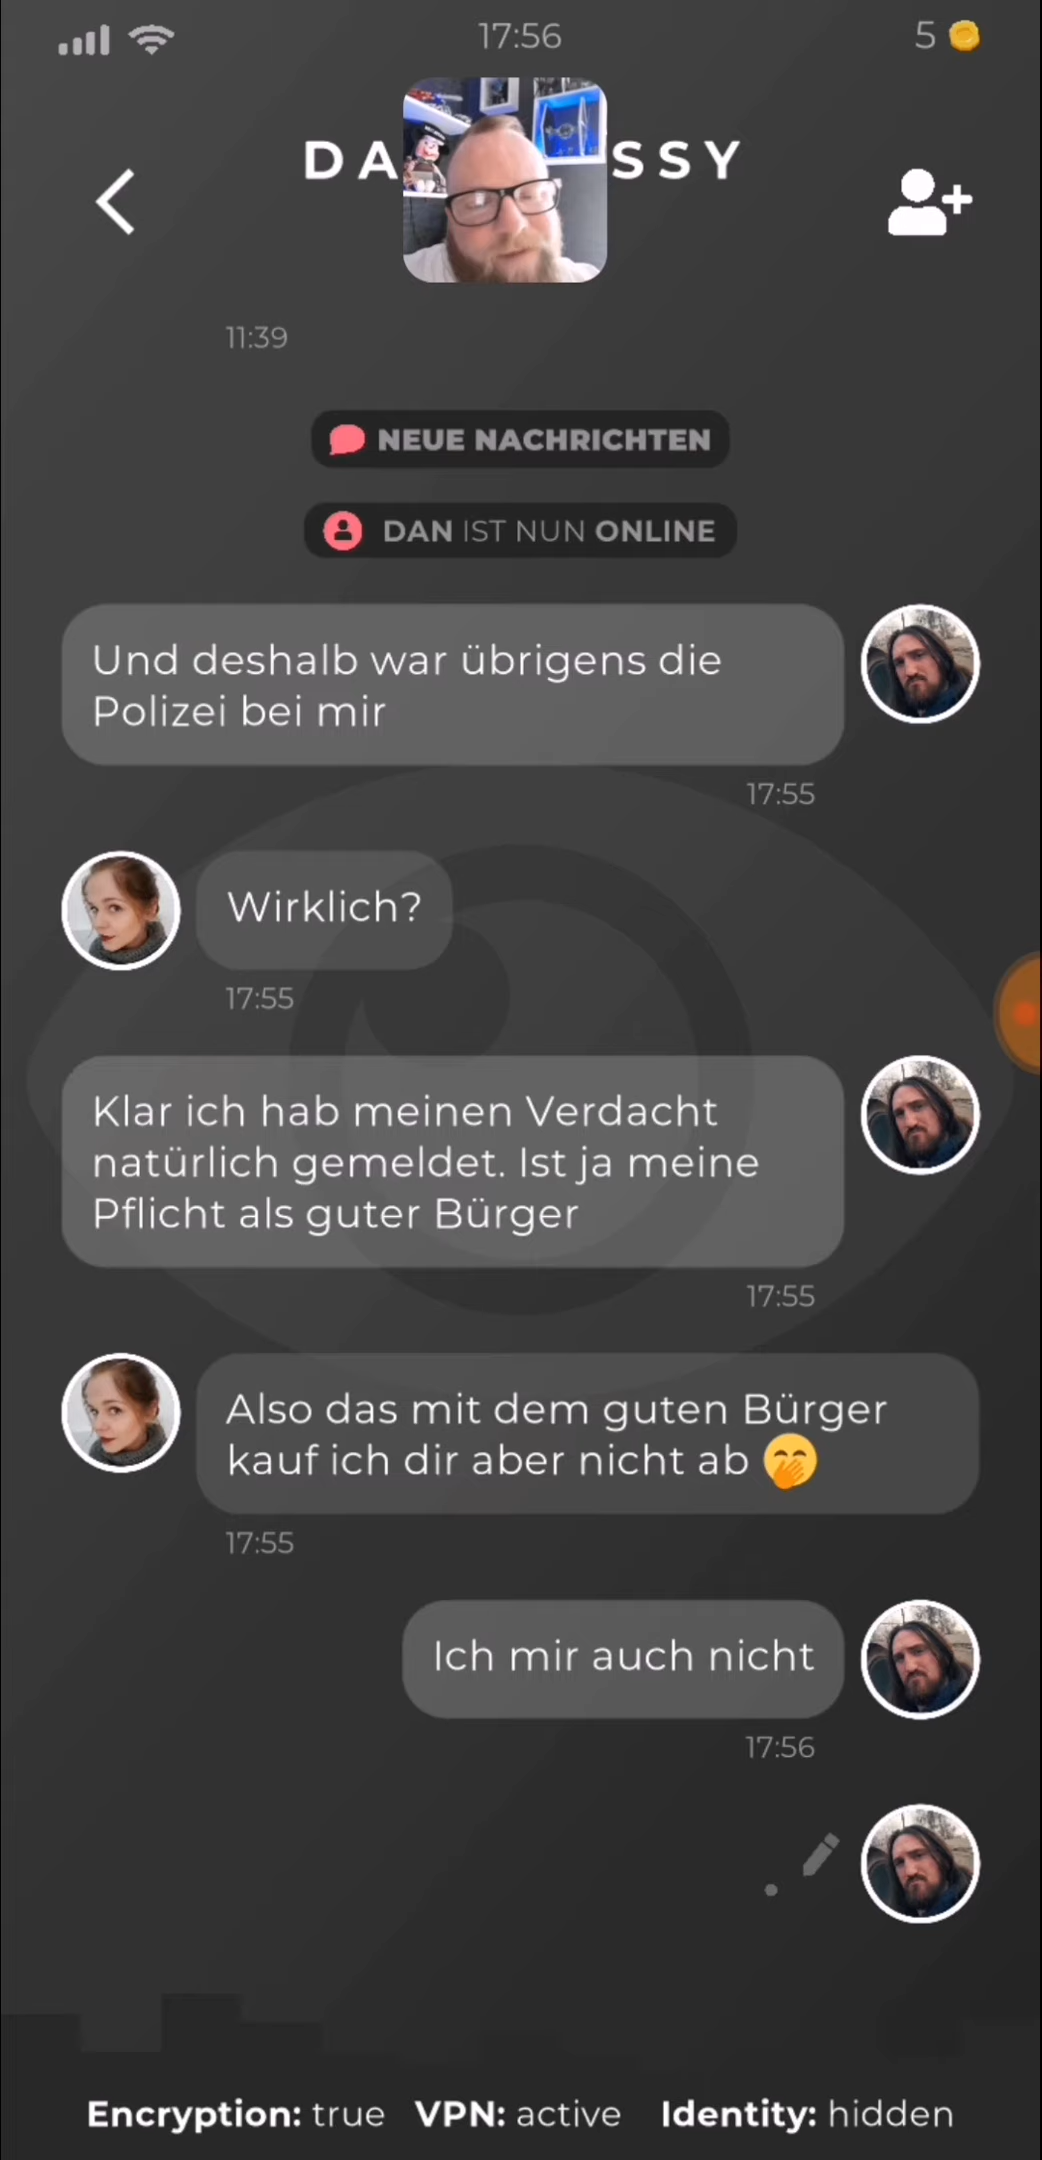 17:56
5
DA SSY
11:39
NEUE NACHRICHTEN
DAN IST NUN ONLINE
Und deshalb war übrigens die
Polizei bei mir
17:55
Wirklich?
17:55
Klar ich hab meinen Verdacht
natürlich gemeldet. Ist ja meine
Pflicht als guter Bürger
17:55
Also das mit dem guten Bürger
kauf ich dir aber nicht ab 🤭
17:55
Ich mir auch nicht
17:56
Encryption: true VPN: active Identity: hidden